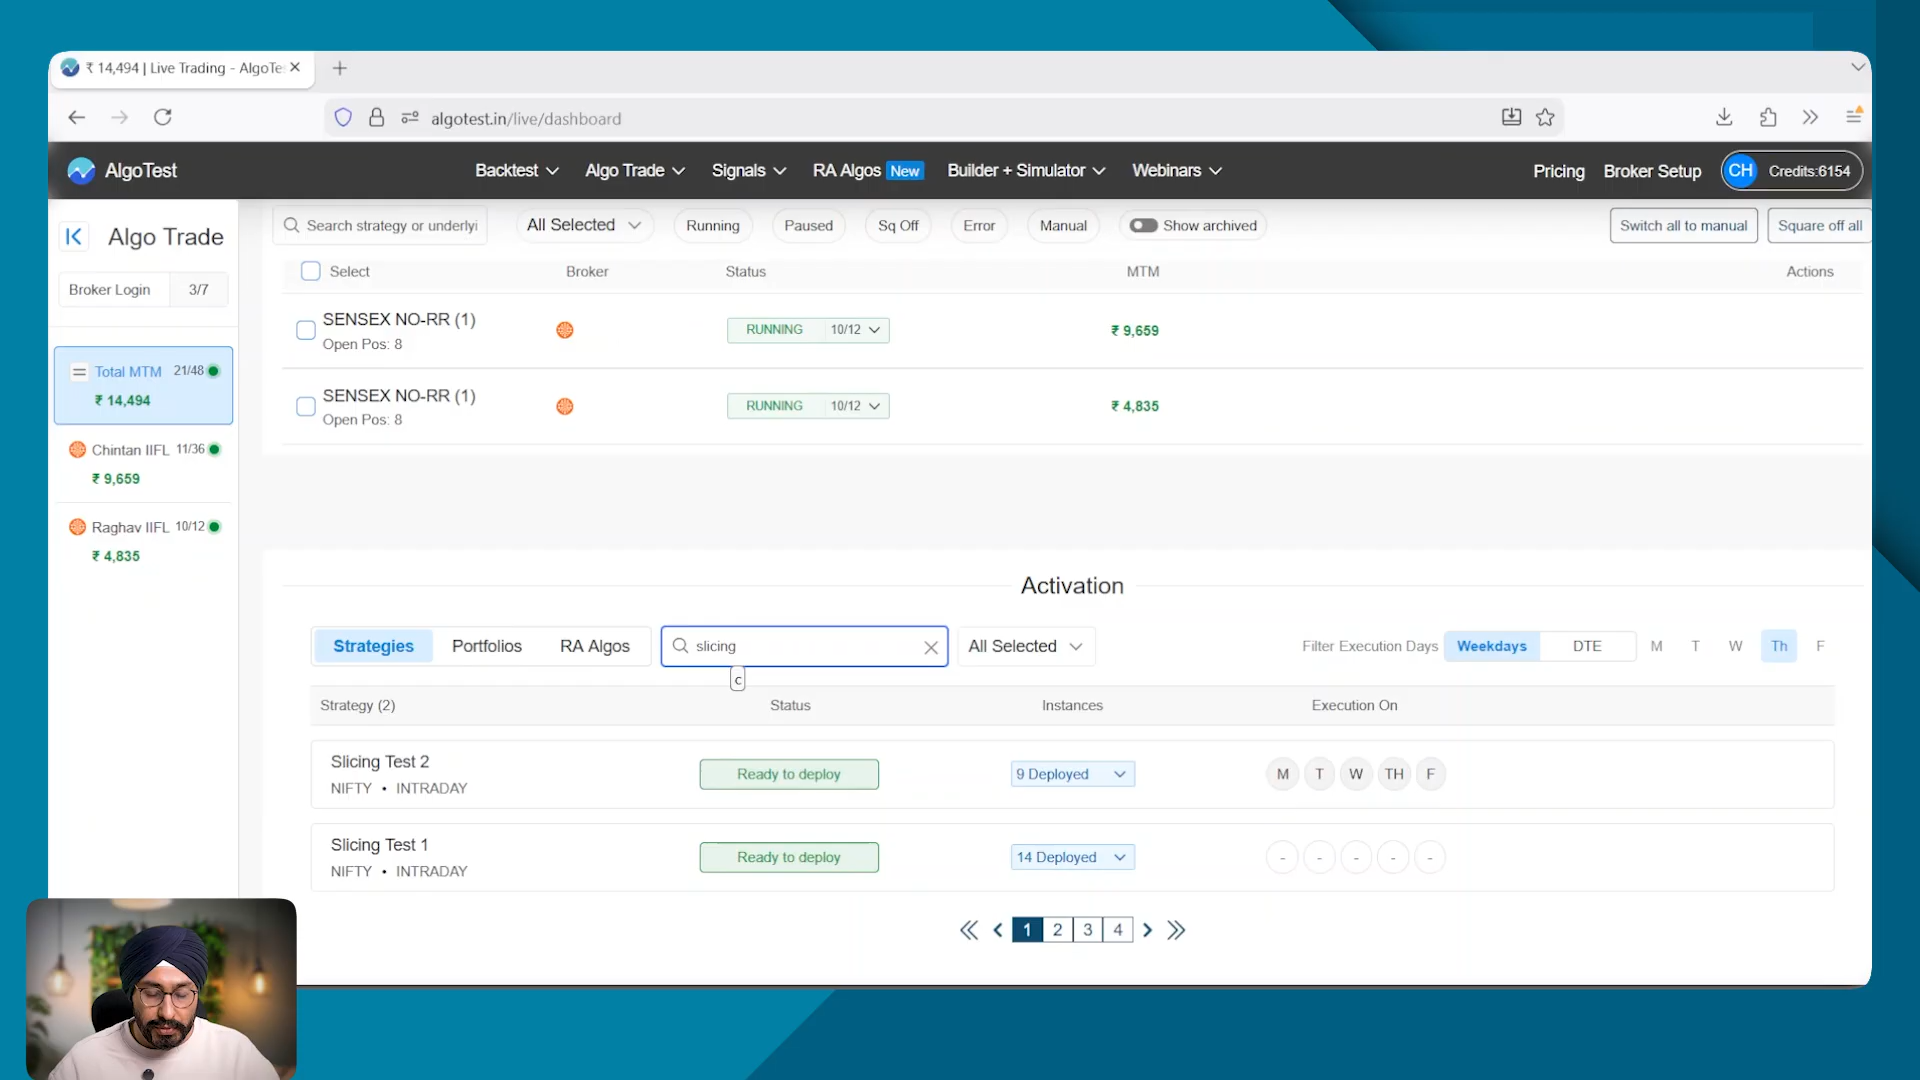 ₹ 14,494 | Live Trading - AlgoTe
algotest.in/live/dashboard
AlgoTest
Backtest
Algo Trade
Signals
RA Algos New
Builder + Simulator
Webinars
Pricing
Broker Setup
CH Credits:6154
Algo Trade
Broker Login 3/7
Total MTM 21/48
₹ 14,494
Chintan IIFL 11/36
₹ 9,659
Raghav IIFL 10/12
₹ 4,835
Search strategy or underlyi
All Selected
Running
Paused
Sq Off
Error
Manual
Show archived
Switch all to manual
Square off all
Select Broker Status MTM Actions
SENSEX NO-RR (1)
Open Pos: 8
RUNNING 10/12
₹ 9,659
SENSEX NO-RR (1)
Open Pos: 8
RUNNING 10/12
₹ 4,835
Activation
Strategies Portfolios RA Algos
slicing
c
All Selected
Filter Execution Days Weekdays DTE M T W Th F
Strategy (2) Status Instances Execution On
Slicing Test 2
NIFTY • INTRADAY
Ready to deploy
9 Deployed
M T W TH F
Slicing Test 1
NIFTY • INTRADAY
Ready to deploy
14 Deployed
- - - - -
1 2 3 4